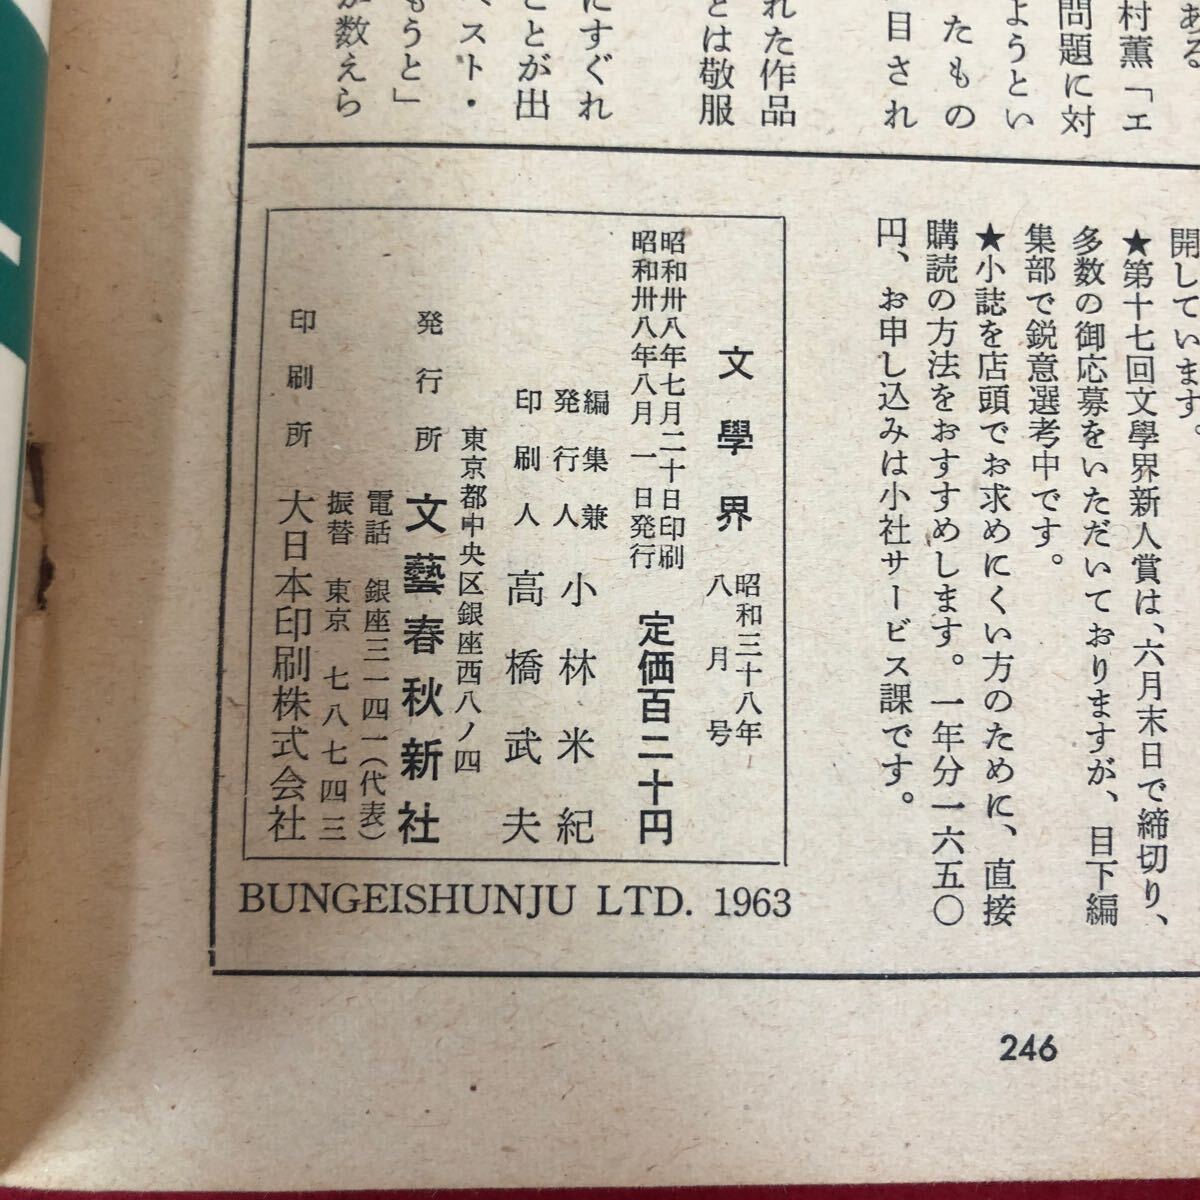 ある
村薫「エ
問題に対
ようとい
たもの
目され
れた作品
とは敬服
にすぐれ
ことが出
ベスト・
もうと」
が数えら
開しています。
★第十七回文學界新人賞は、六月末日で締切り、
多数の御応募をいただいておりますが、目下編
集部で鋭意選考中です。
★小誌を店頭でお求めにくい方のために、直接
購読の方法をおすすめします。一年分一六五〇
円、お申し込みは小社サービス課です。
文學界 昭和三十八年
八月号
昭和卅八年七月二十日印刷
昭和卅八年八月一日発行
定価百二十円
編集兼
発行人 小林米紀
印刷人 高橋武夫
東京都中央区銀座西八ノ四
発行所 文藝春秋新社
電話 銀座三一四一(代表)
振替 東京 七八七四三
印刷所 大日本印刷株式会社
BUNGEISHUNJU LTD. 1963
246